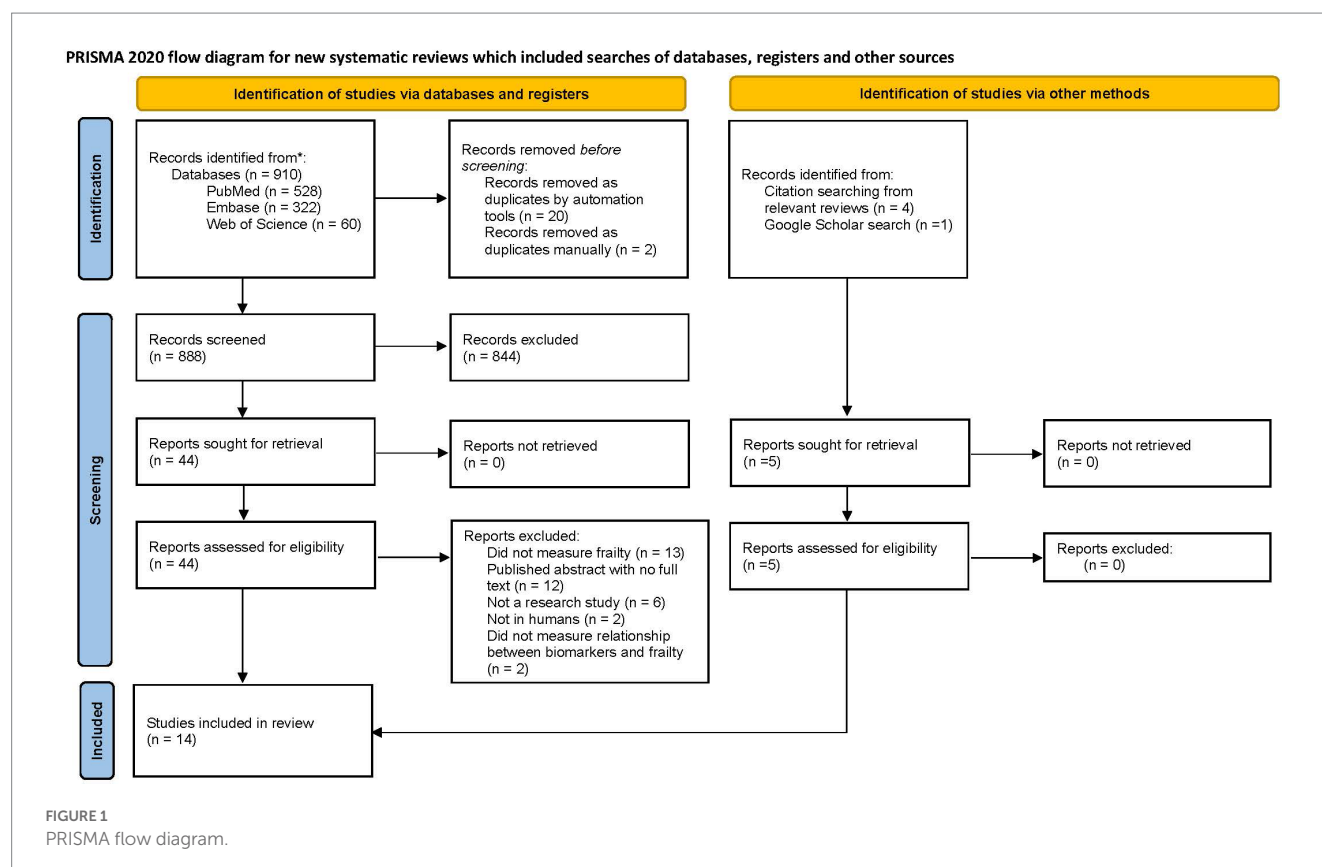 PRISMA 2020 flow diagram for new systematic reviews which included searches of databases, registers and other sources
Identification of studies via databases and registers
Identification of studies via other methods
Identification
Records identified from*:
Databases (n = 910)
PubMed = 528
Embase = 322
Web of Science (n = 60)
Records removed before
screening:
Records removed as
duplicates by automation
tools (n = 20)
Records removed as
duplicates manually (n = 2)
Records identified from:
Citation searching from
relevant reviews (n = 4)
Google Scholar search (n =1)
Screening
Records screened
(n = 888)
Records excluded
(n = 844)
Reports sought for retrieval
(n = 44)
Reports not retrieved
(n = 0)
Reports sought for retrieval
(n =5)
Reports not retrieved
(n = 0)
Reports assessed for eligibility
(n = 44)
Reports excluded:
Did not measure frailty (n = 13)
Published abstract with no full
text (n = 12)
Not a research study (n = 6)
Not in humans (n = 2)
Did not measure relationship
between biomarkers and frailty
(n = 2)
Reports assessed for eligibility
(n =5)
Reports excluded:
(n = 0)
Included
Studies included in review
(n = 14)
FIGURE 1
PRISMA flow diagram.